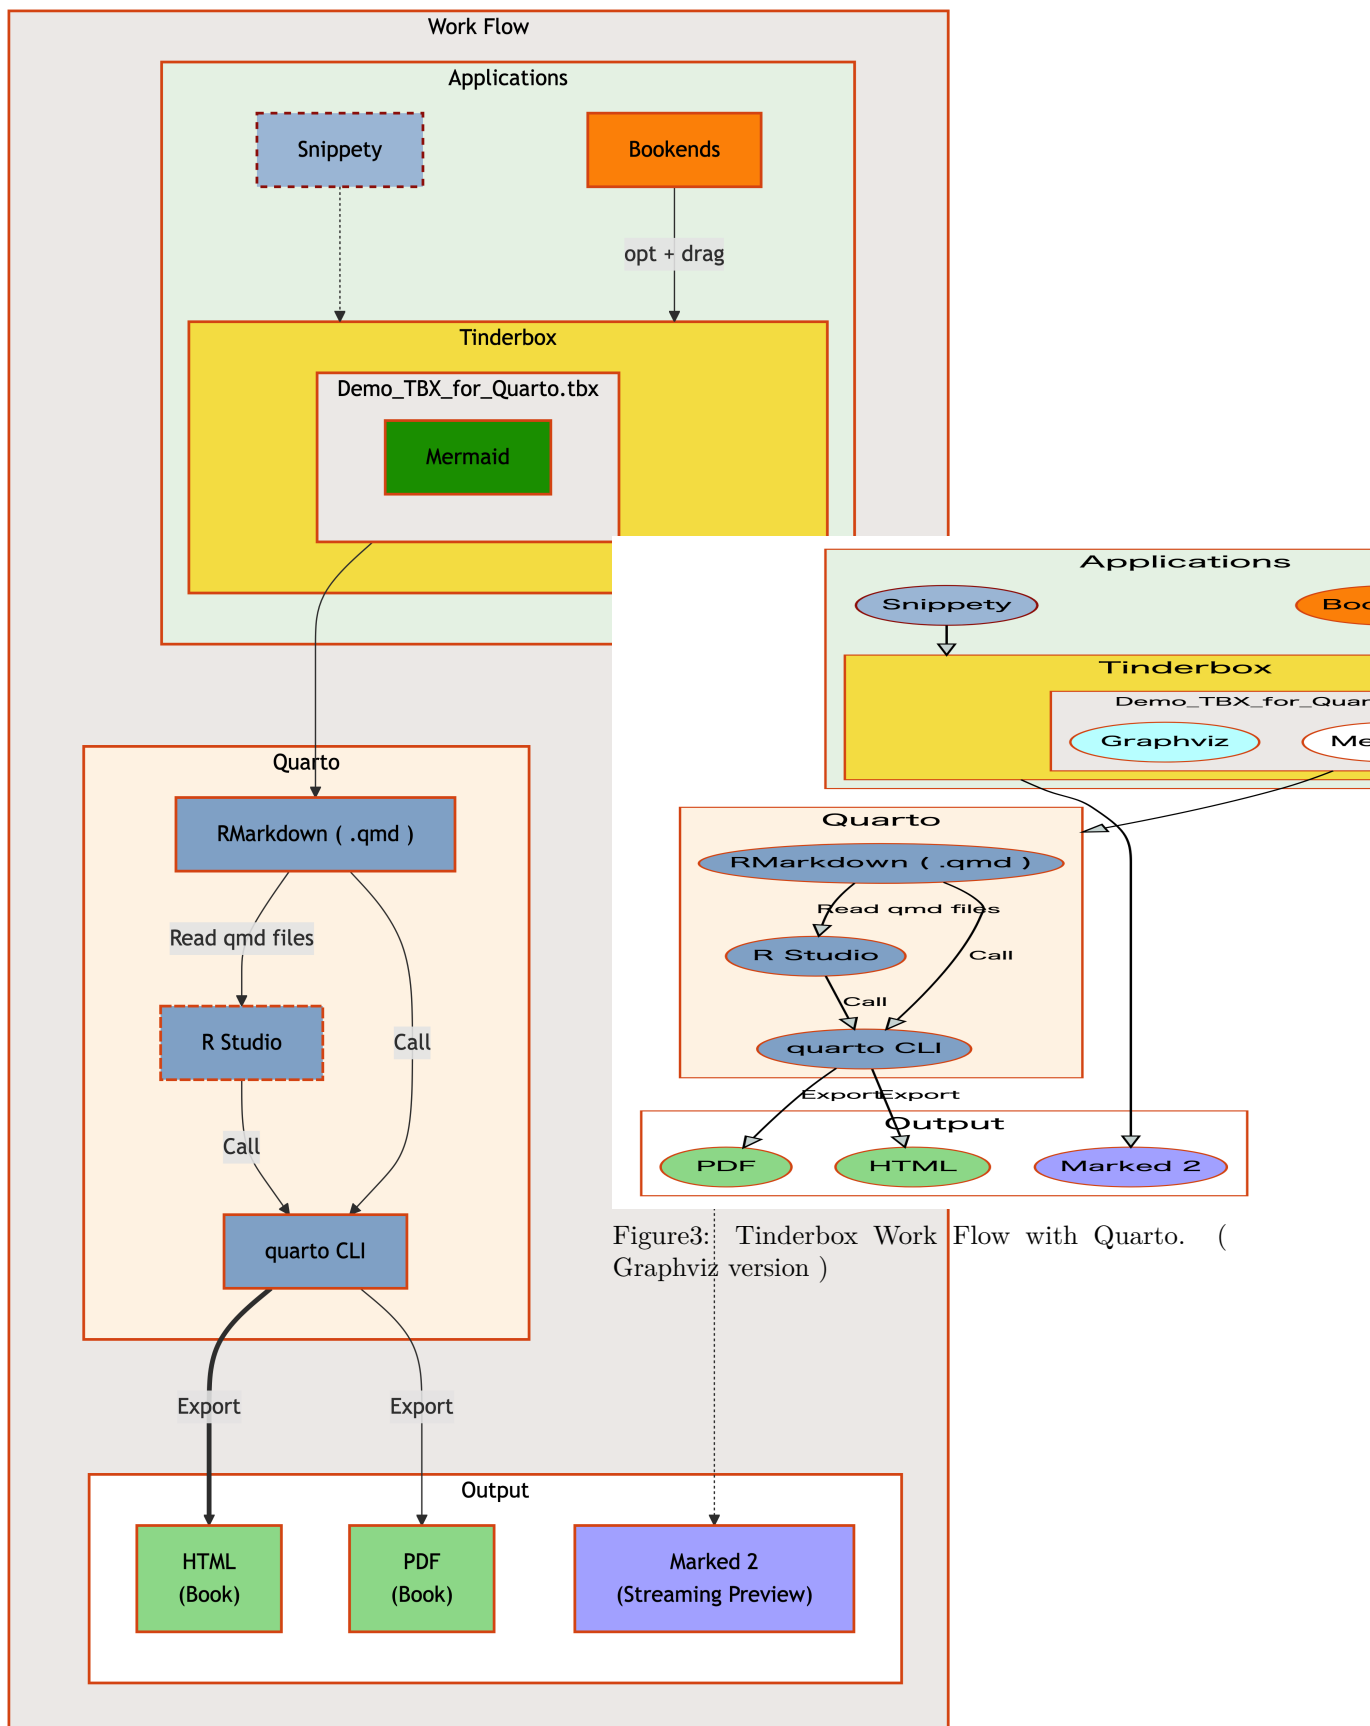 Work Flow
Applications
Snippety
Bookends
opt + drag
Tinderbox
Demo_TBX_for_Quarto.tbx
Mermaid
Quarto
RMarkdown ( .qmd )
Read qmd files
R Studio
Call
Call
quarto CLI
Export
Export
Output
HTML
(Book)
PDF
(Book)
Marked 2
(Streaming Preview)
Applications
Snippety
Tinderbox
Graphviz
Quarto
RMarkdown ( .qmd )
Read qmd files
R Studio
Call
Call
quarto CLI
Export
Export
Output
PDF
HTML
Marked 2
Figure3: Tinderbox Work Flow with Quarto. (
Graphviz version )